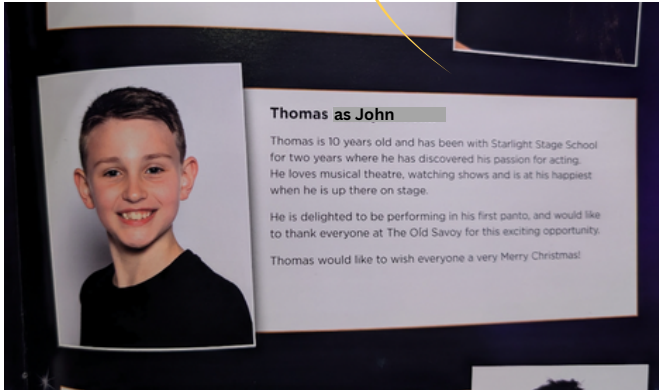 Thomas as John
Thomas is 10 years old and has been with Starlight Stage School
for two years where he has discovered his passion for acting.
He loves musical theatre, watching shows and is at his happiest
when he is up there on stage.
He is delighted to be performing in his first panto, and would like
to thank everyone at The Old Savoy for this exciting opportunity.
Thomas would like to wish everyone a very Merry Christmas!